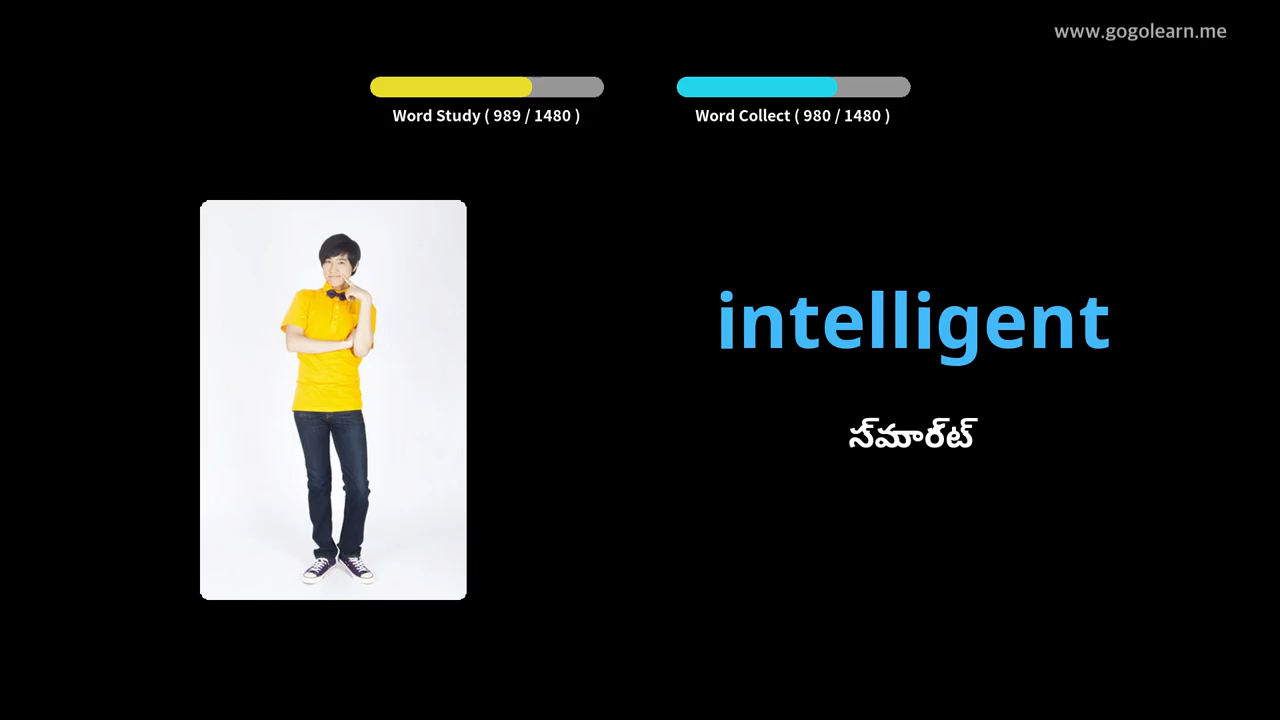 www.gogolearn.me
Word Study ( 989 / 1480 )
Word Collect ( 980 / 1480 )
intelligent
స్‌మార్‌ట్